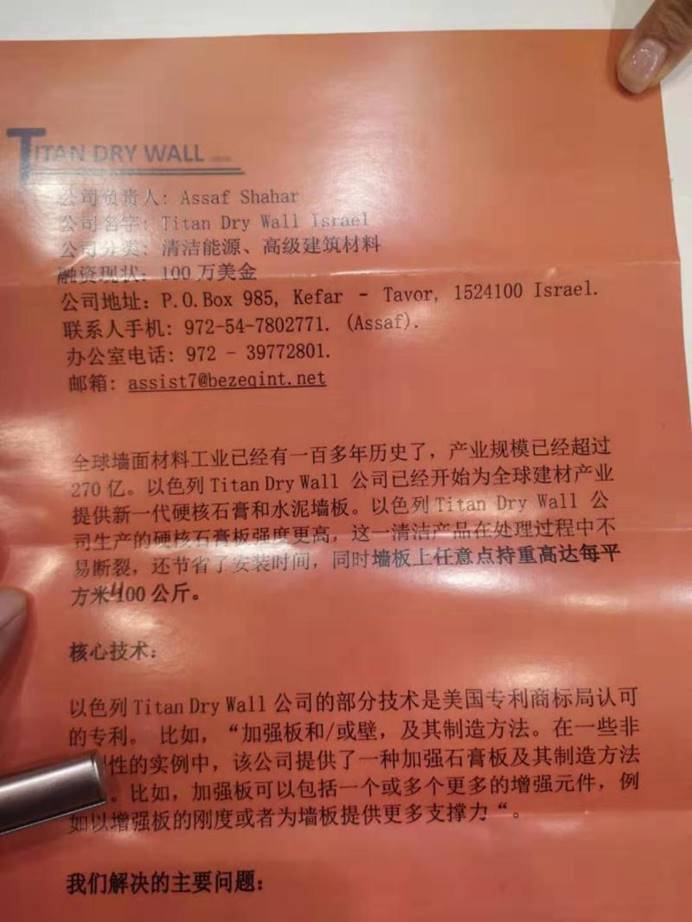 TITAN DRY WALL
公司负责人: Assaf Shahar
公司名字: Titan Dry Wall Israel
公司分类: 清洁能源、高级建筑材料
融资现状: 100 万美金
公司地址: P.O.Box 985, Kefar – Tavor, 1524100 Israel.
联系人手机: 972-54-7802771. (Assaf).
办公室电话: 972 – 39772801.
邮箱: assist7@bezeqint.net
全球墙面材料工业已经有一百多年历史了，产业规模已经超过
270 亿。以色列 Titan Dry Wall 公司已经开始为全球建材产业
提供新一代硬核石膏和水泥墙板。以色列 Titan Dry Wall 公
司生产的硬核石膏板强度更高，这一清洁产品在处理过程中不
易断裂，还节省了安装时间，同时墙板上任意点持重高达每平
方米400 公斤。
核心技术：
以色列 Titan Dry Wall 公司的部分技术是美国专利商标局认可
的专利。 比如，“加强板和/或壁，及其制造方法。在一些非
性的实例中，该公司提供了一种加强石膏板及其制造方法
。比如，加强板可以包括一个或多个更多的增强元件，例
如以增强板的刚度或者为墙板提供更多支撑力“。
我们解决的主要问题：